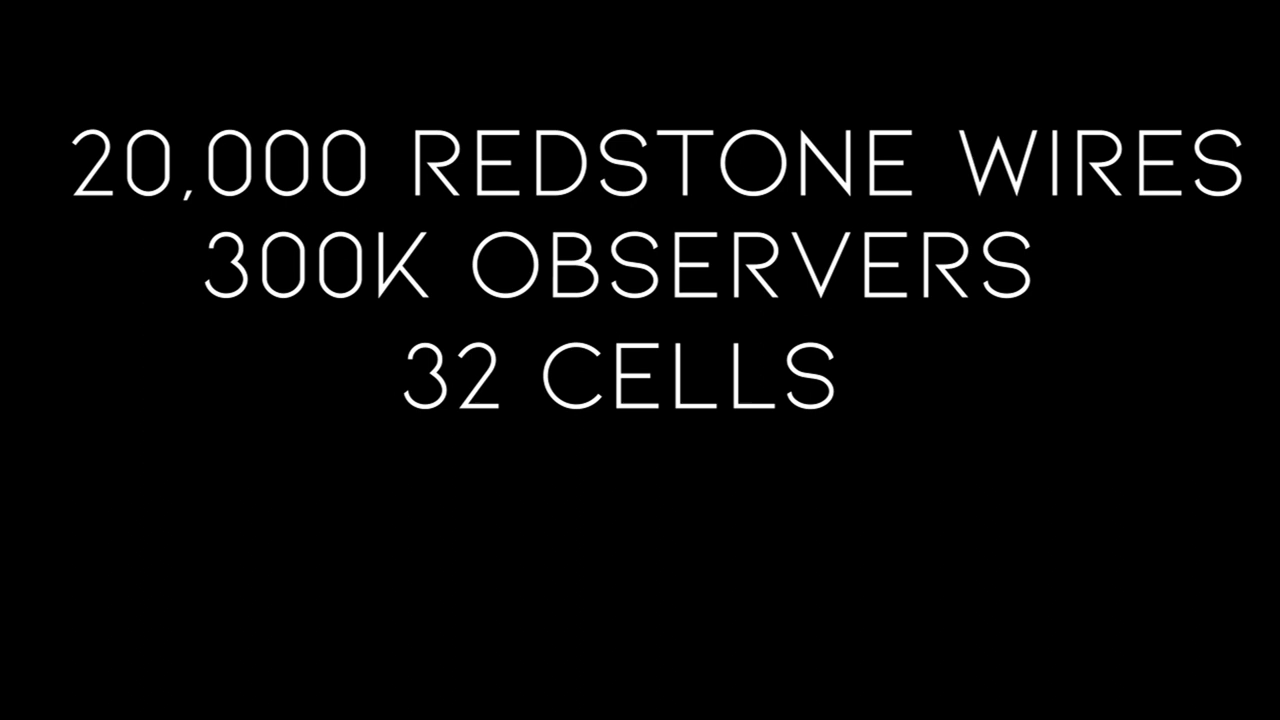 20,000 REDSTONE WIRES
300K OBSERVERS
32 CELLS